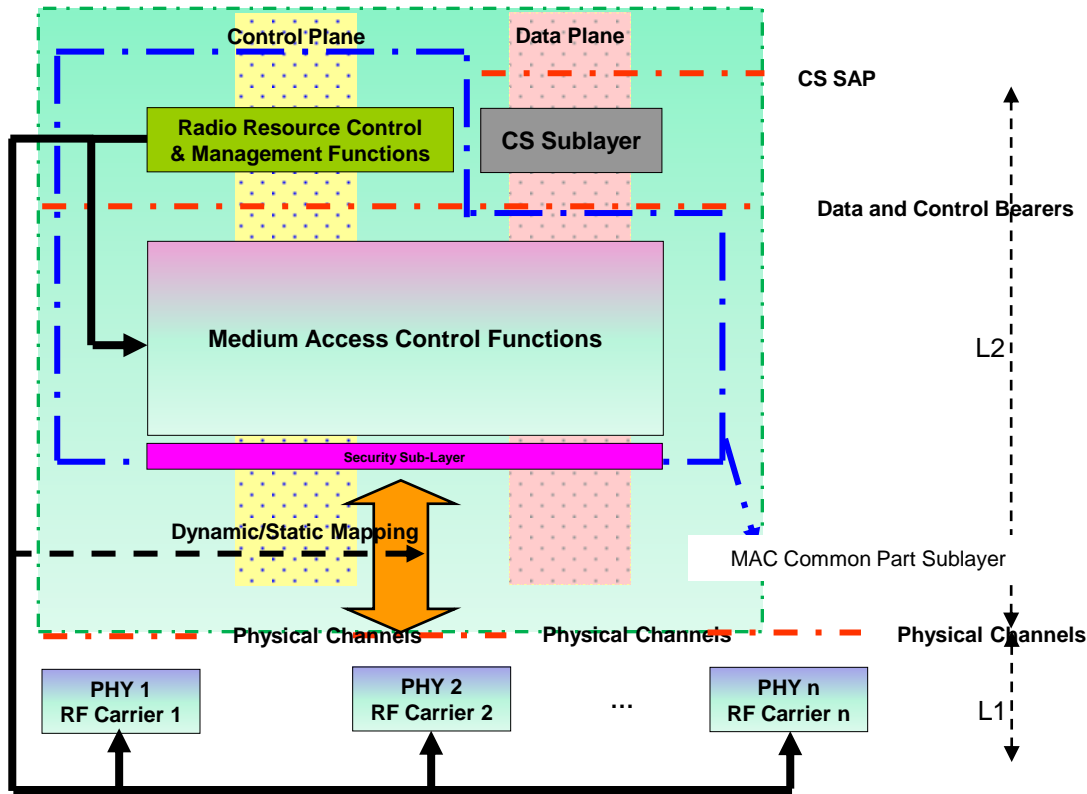 Control Plane
Data Plane
CS SAP
Radio Resource Control
& Management Functions
CS Sublayer
Data and Control Bearers
Medium Access Control Functions
L2
Security Sub-Layer
Dynamic/Static Mapping
MAC Common Part Sublayer
Physical Channels
Physical Channels
Physical Channels
PHY 1
RF Carrier 1
PHY 2
RF Carrier 2
...
PHY n
RF Carrier n
L1